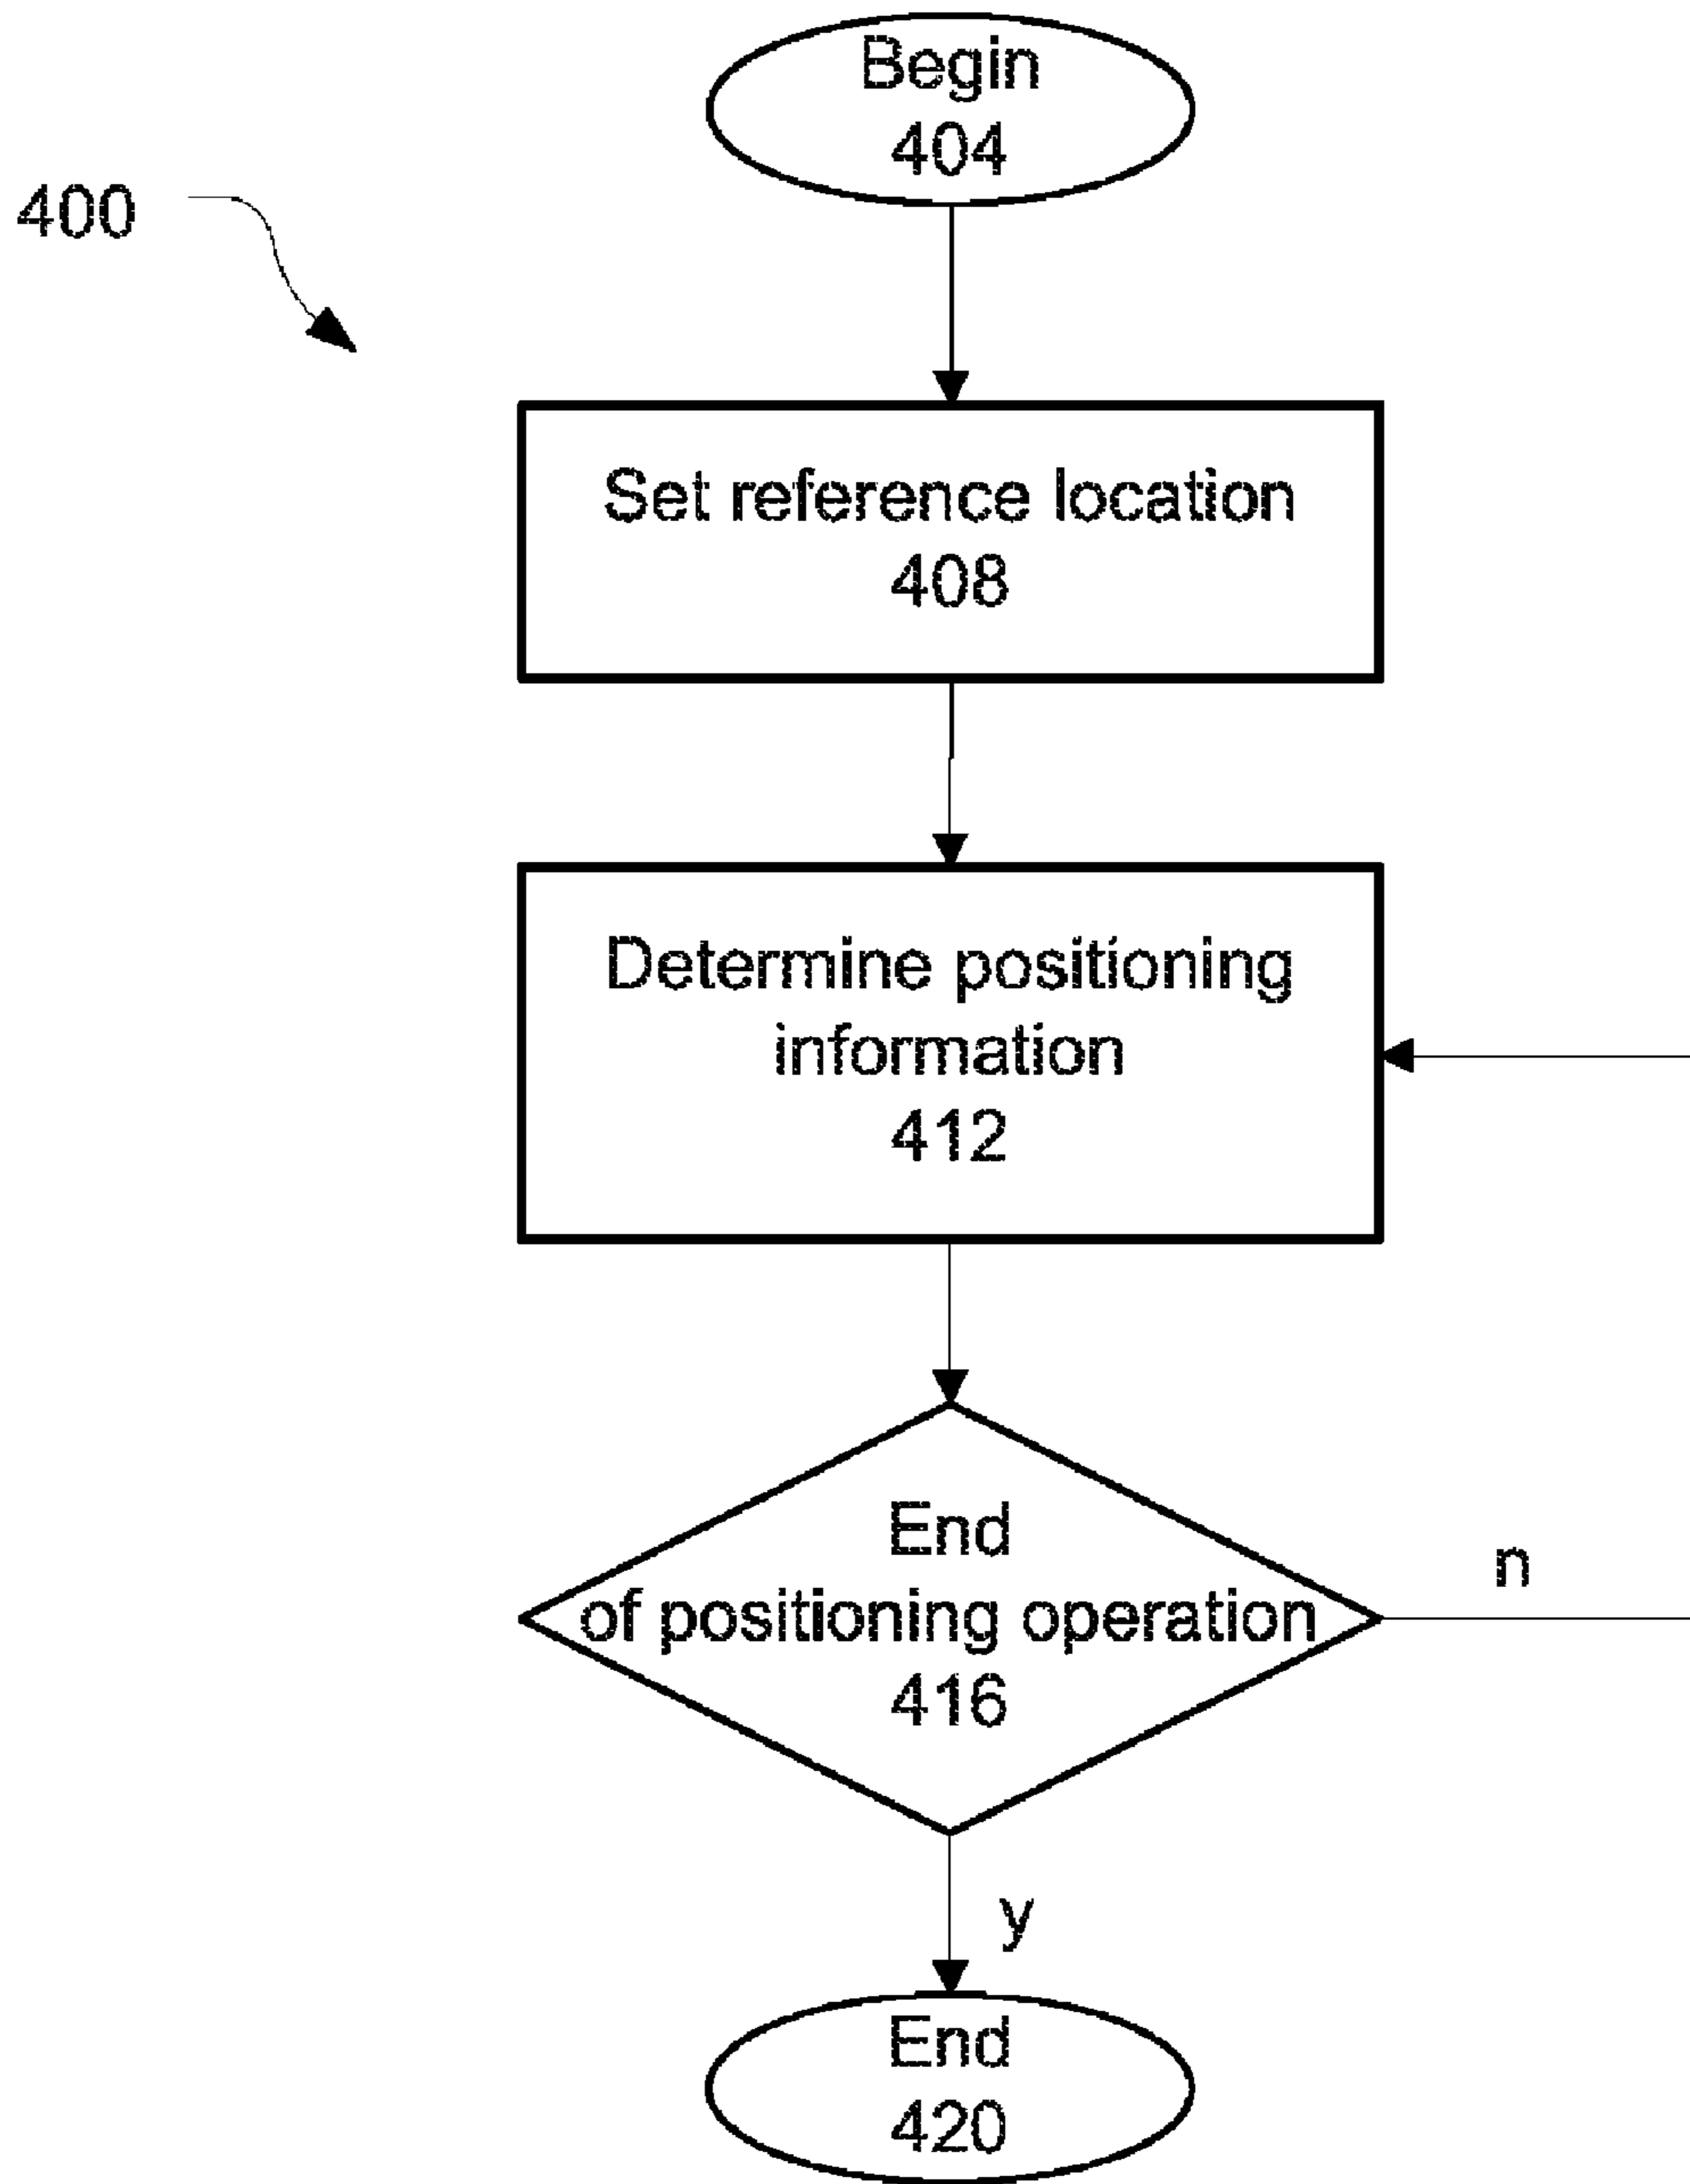 Begin
404
400
Set reference location
408
Determine positioning
information
412
End
of positioning operation
416
n
y
End
420